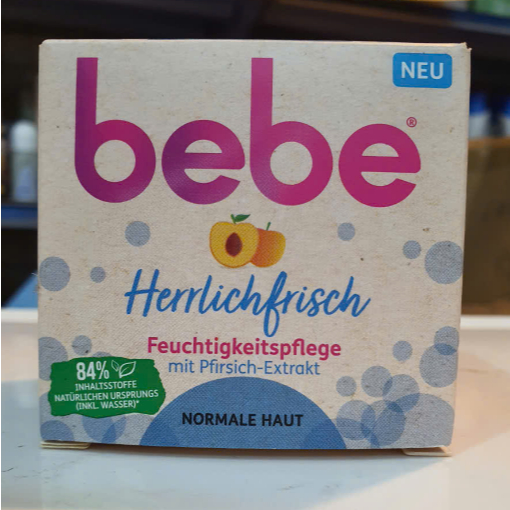 NEU
bebe®
Herrlichfrisch
Feuchtigkeitspflege
mit Pfirsich-Extrakt
84%
INHALTSSTOFFE
NATÜRLICHEN URSPRUNGS
(INKL. WASSER)*
NORMALE HAUT